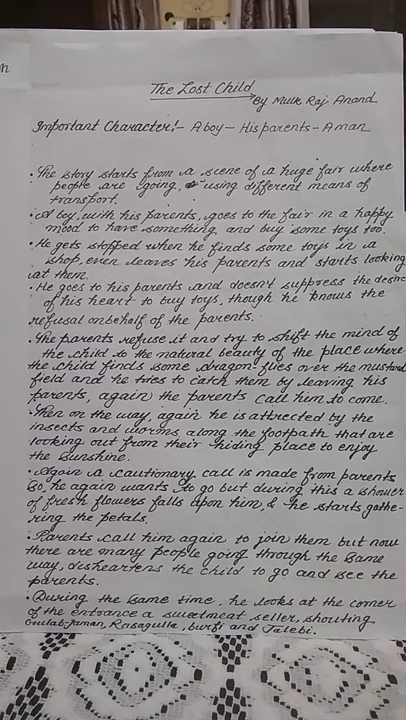 The Lost Child
By Mulk Raj Anand
Important Character:- A boy - His parents - A man
• The story starts from a scene of a huge fair where
people are going, using different means of
transport.
• A boy, with his parents, goes to the fair in a happy
mood to have something, and buy some toys too.
• He gets stopped when he finds some toys in a
shop, even leaves his parents and starts looking
at them.
• He goes to his parents and doesn't suppress the desire
of his heart to buy toys, though he knows the
refusal onbehalf of the parents.
• The parents refuse it and try to shift the mind of
the child to the natural beauty of the place where
the child finds some dragon flies over the mustard
field and he tries to catch them by leaving his
parents, again the parents call him to come.
• Then on the way, again he is attrected by the
insects and worms along the footpath that are
looking out from their hiding place to enjoy
the Sunshine.
• Again a cautionary call is made from parents
So, he again wants to go but during this a shower
of fresh flowers falls upon him, & he starts gathe-
ring the petals.
• Parents call him again to join them but now
there are many people going through the same
way, disheartens the child to go and see the
parents.
• During the same time, he looks at the corner
of the entrance a sweetmeat seller, shouting
Gulab-Jaman, Rasagulla, burfi and Jalebi.